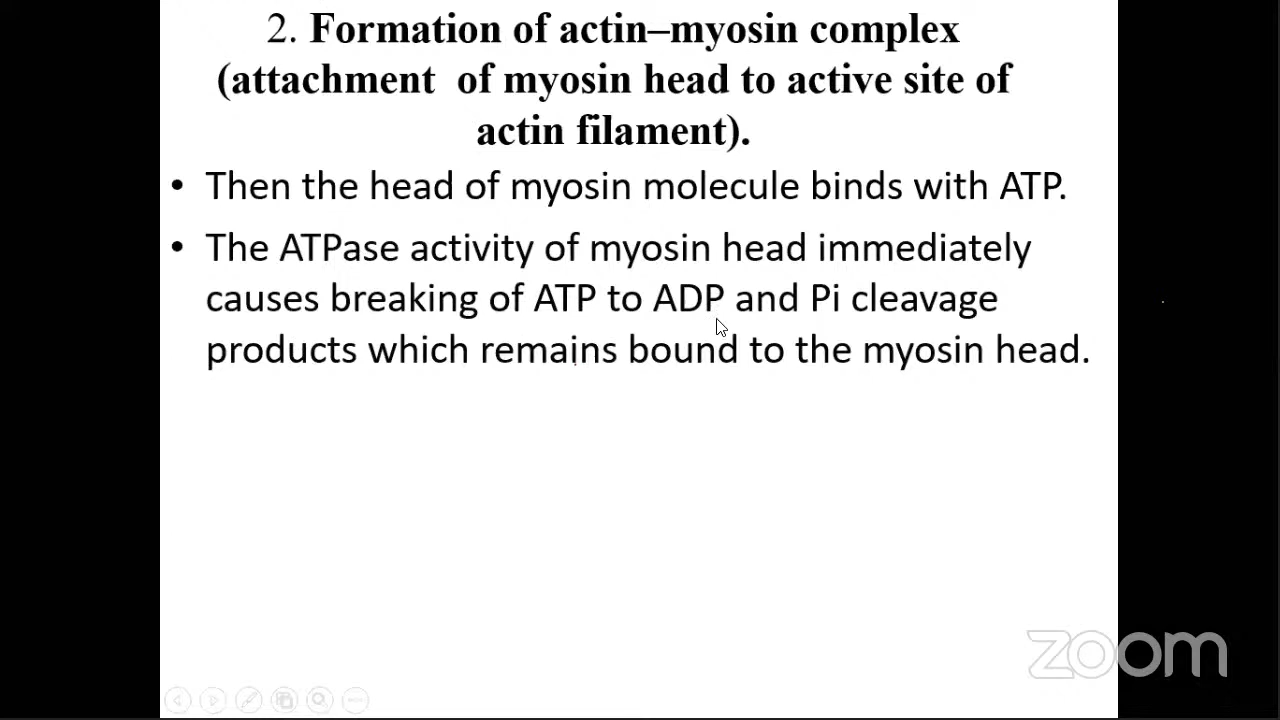 2. Formation of actin–myosin complex
(attachment of myosin head to active site of
actin filament).
• Then the head of myosin molecule binds with ATP.
• The ATPase activity of myosin head immediately
causes breaking of ATP to ADP and Pi cleavage
products which remains bound to the myosin head.
zoom